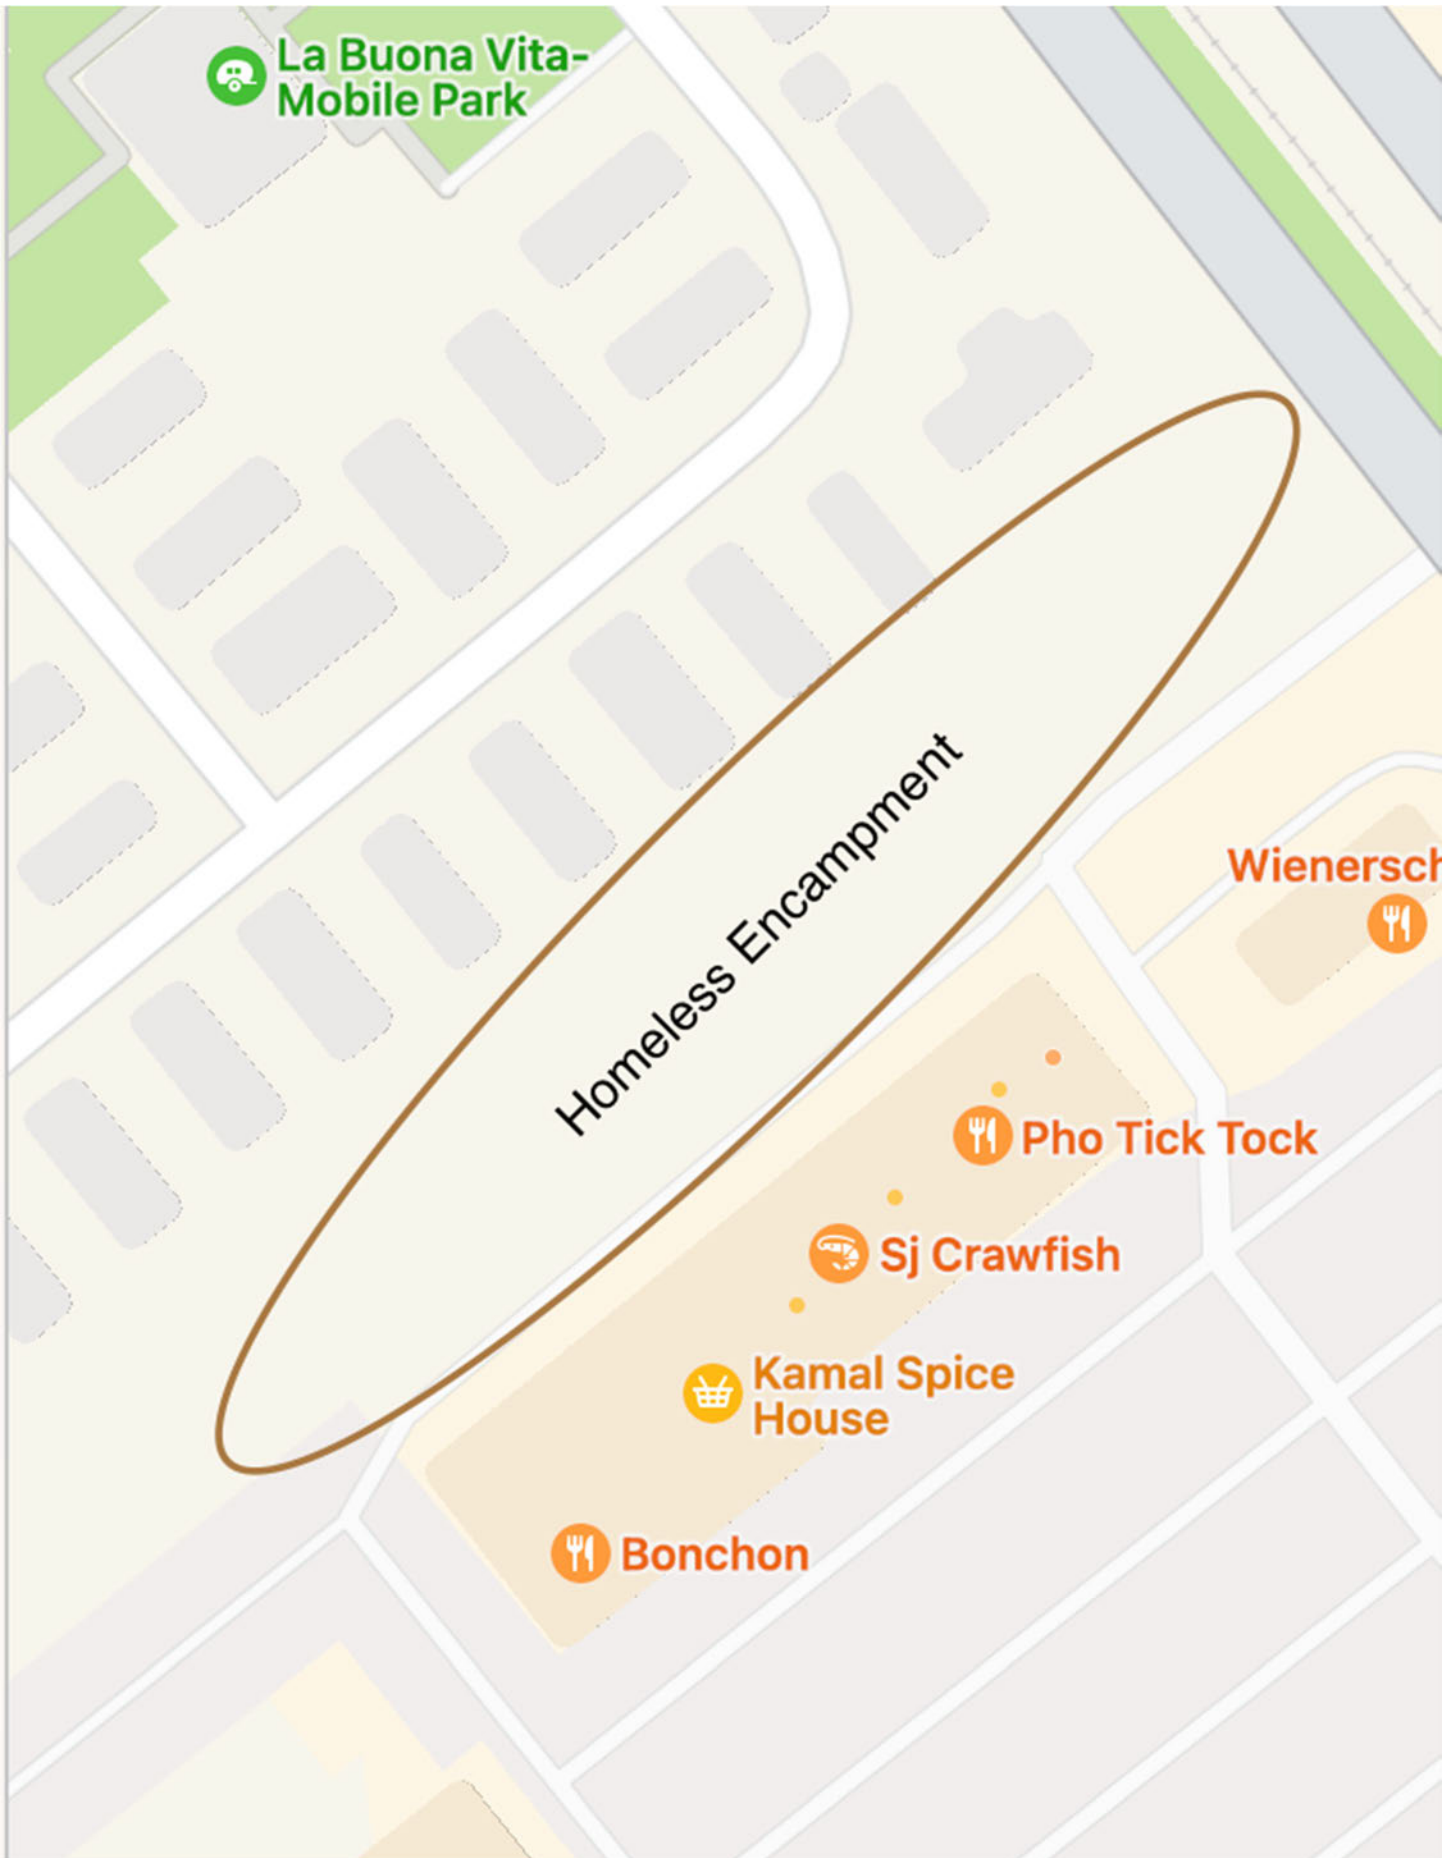 La Buona Vita-
Mobile Park
Homeless Encampment
Wienersch
Pho Tick Tock
Sj Crawfish
Kamal Spice
House
Bonchon